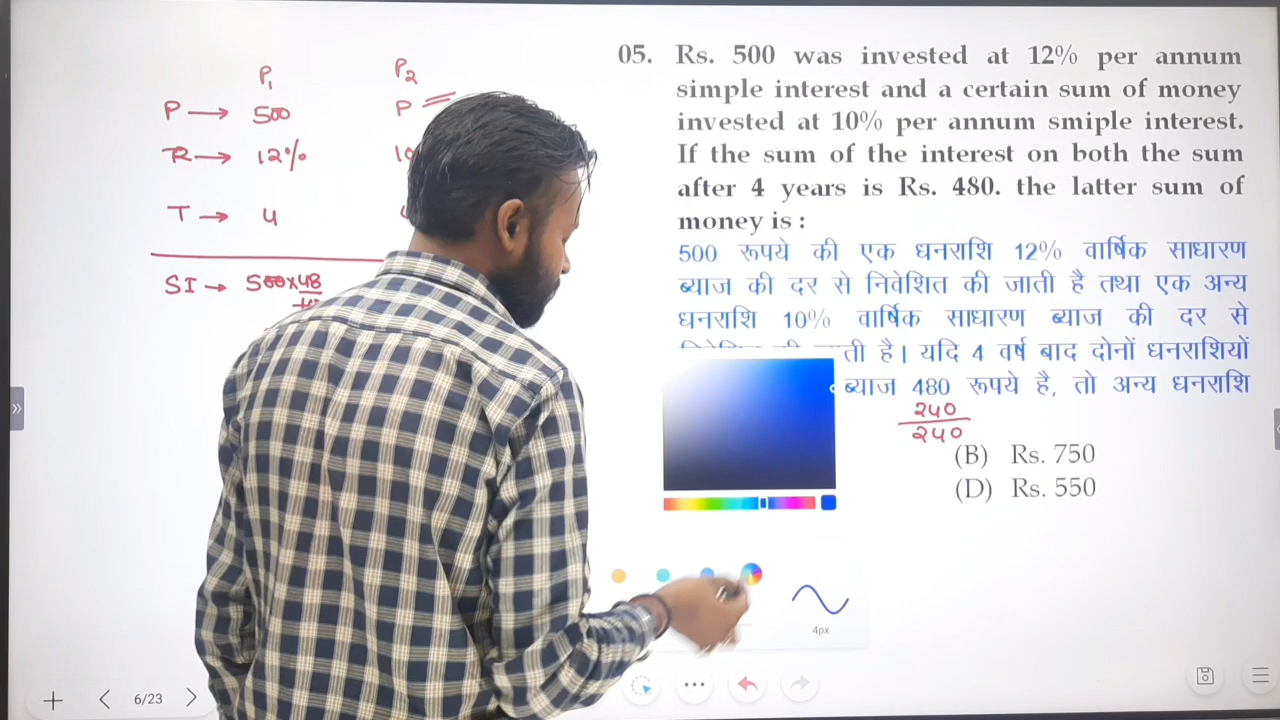 P₁ P₂
P → 500 P =
R → 12% 10
T → 4
SI → 500×48
05. Rs. 500 was invested at 12% per annum
simple interest and a certain sum of money
invested at 10% per annum smiple interest.
If the sum of the interest on both the sum
after 4 years is Rs. 480. the latter sum of
money is :
500 रूपये की एक धनराशि 12% वार्षिक साधारण
ब्याज की दर से निवेशित की जाती है तथा एक अन्य
धनराशि 10% वार्षिक साधारण ब्याज की दर से
ती है। यदि 4 वर्ष बाद दोनों धनराशियों
ब्याज 480 रूपये है, तो अन्य धनराशि
240
240
(B) Rs. 750
(D) Rs. 550
4px
6/23